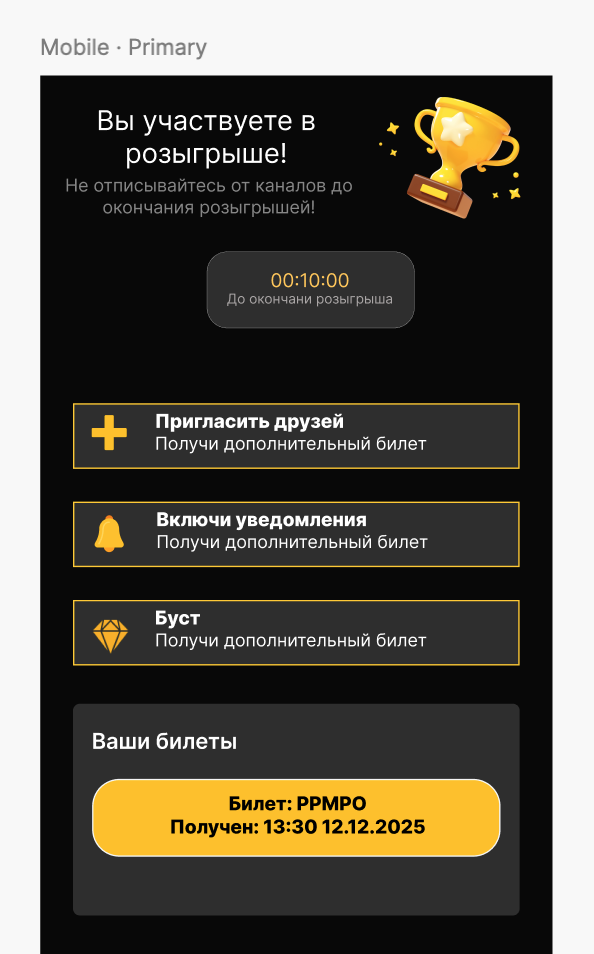 Mobile · Primary
Вы участвуете в
розыгрыше!
Не отписывайтесь от каналов до
окончания розыгрышей!
00:10:00
До окончани розыгрыша
Пригласить друзей
Получи дополнительный билет
Включи уведомления
Получи дополнительный билет
Буст
Получи дополнительный билет
Ваши билеты
Билет: PPMPO
Получен: 13:30 12.12.2025